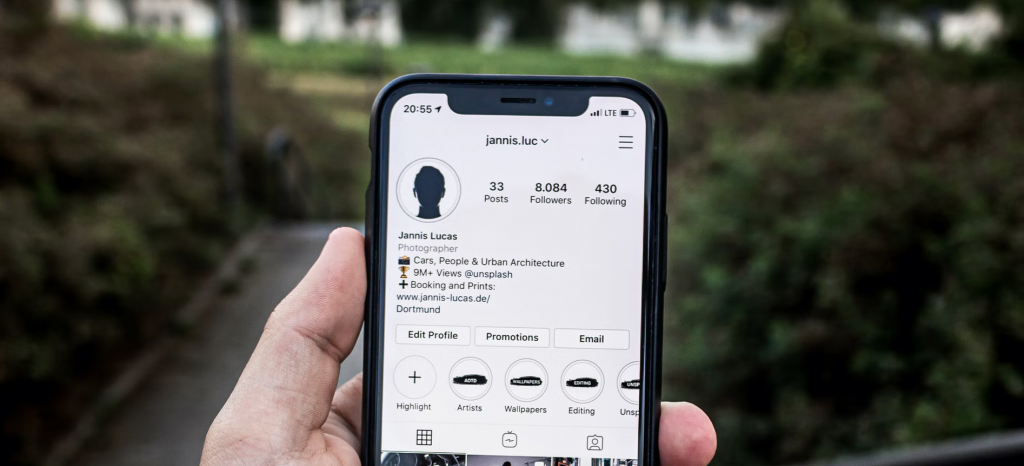 20:55 LTE
jannis.luc
33 8.084 430
Posts Followers Following
Jannis Lucas
Photographer
Cars, People & Urban Architecture
9M+ Views @unsplash
Booking and Prints:
www.jannis-lucas.de/
Dortmund
Edit Profile Promotions Email
AOTD WALLPAPERS EDITING UNSP
Highlight Artists Wallpapers Editing Unsp